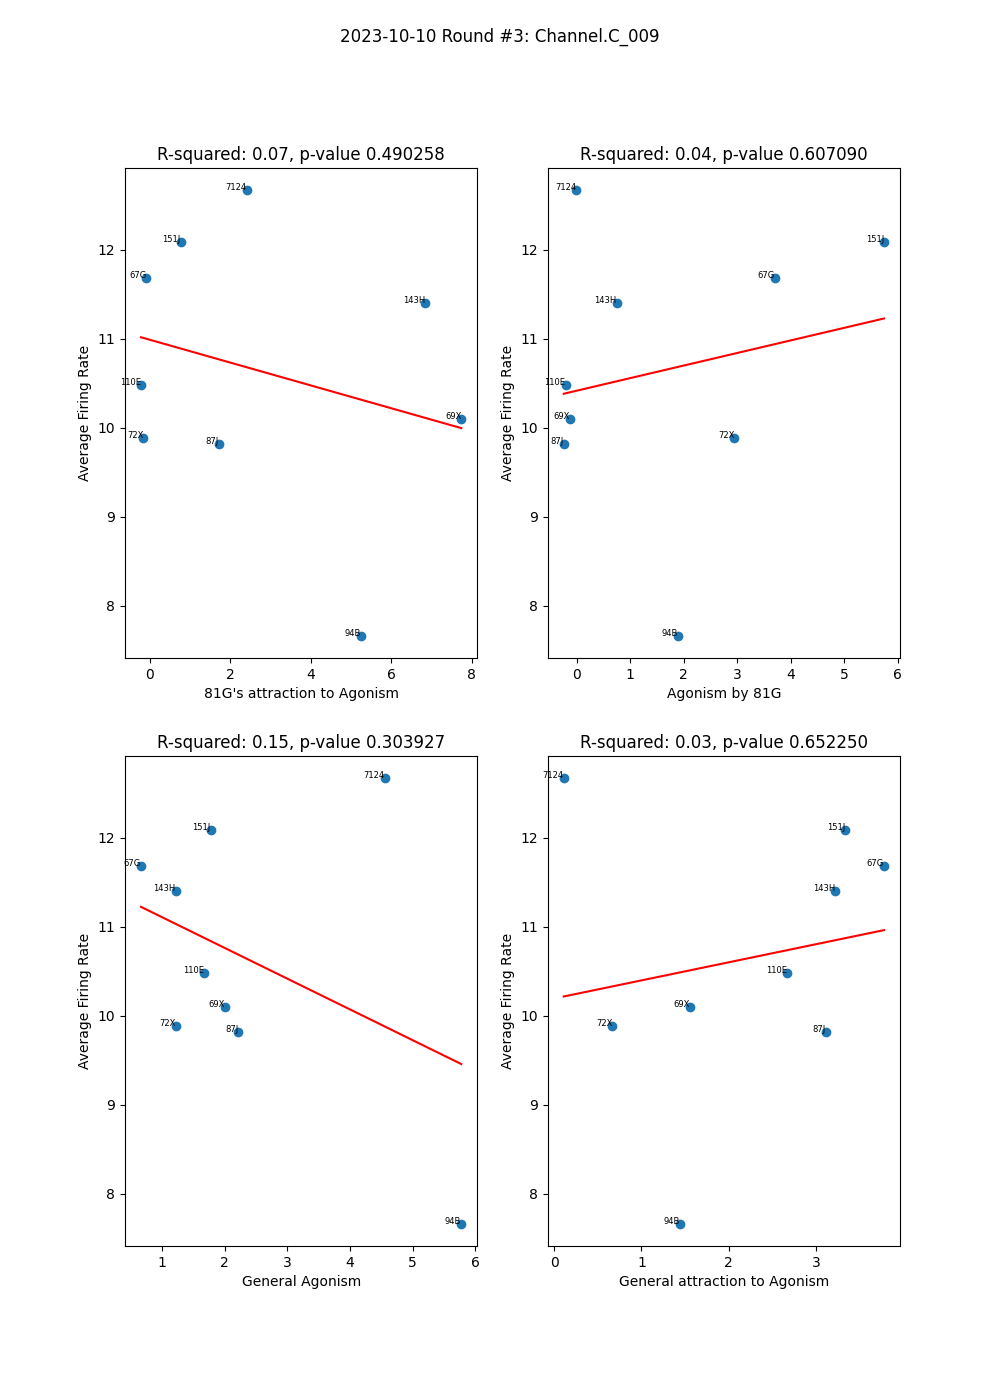 2023-10-10 Round #3: Channel.C_009
R-squared: 0.07, p-value 0.490258
7124
151J
67G
143H
110E
69X
72X
87J
94B
12
11
10
9
8
0 2 4 6 8
Average Firing Rate
81G's attraction to Agonism
R-squared: 0.04, p-value 0.607090
7124
151J
67G
143H
110E
69X
72X
87J
94B
12
11
10
9
8
0 1 2 3 4 5 6
Average Firing Rate
Agonism by 81G
R-squared: 0.15, p-value 0.303927
7124
151J
67G
143H
110E
69X
72X
87J
94B
12
11
10
9
8
1 2 3 4 5 6
Average Firing Rate
General Agonism
R-squared: 0.03, p-value 0.652250
7124
151J
67G
143H
110E
69X
72X
87J
94B
12
11
10
9
8
0 1 2 3
Average Firing Rate
General attraction to Agonism